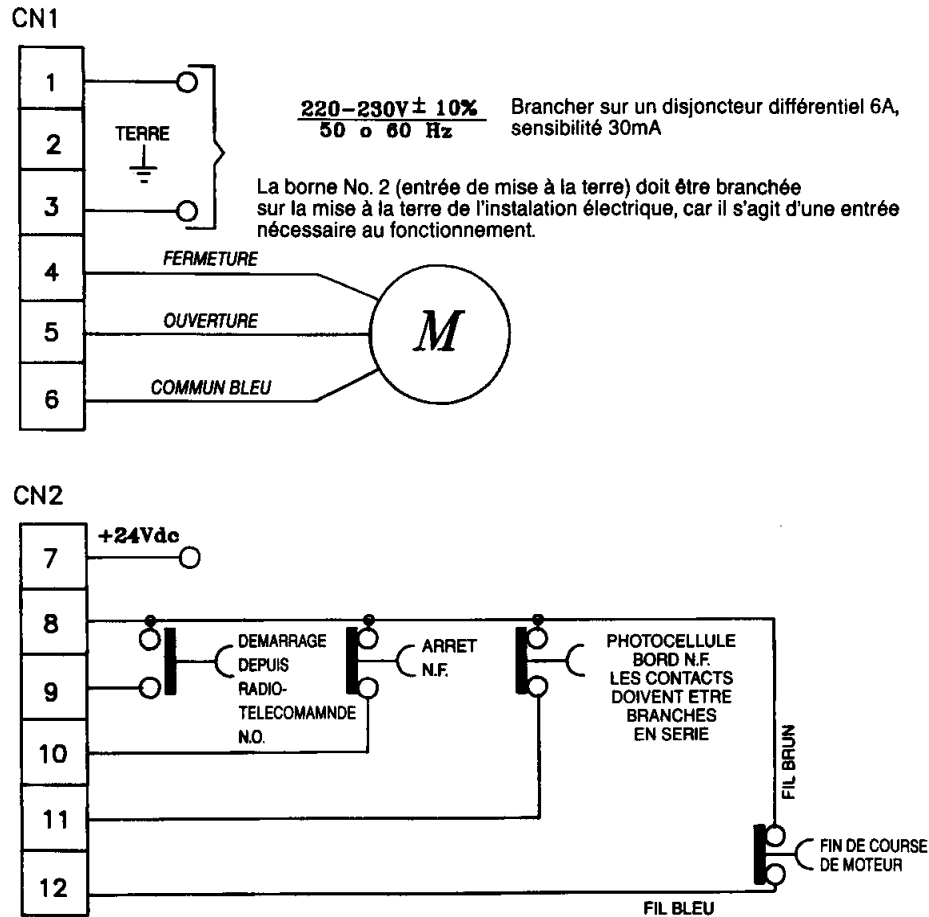 CN1
1
2
3
4
5
6
TERRE
220-230V ± 10%
50 o 60 Hz
Brancher sur un disjoncteur différentiel 6A,
sensibilité 30mA
La borne No. 2 (entrée de mise à la terre) doit être branchée
sur la mise à la terre de l'instalation électrique, car il s'agit d'une entrée
nécessaire au fonctionnement.
FERMETURE
OUVERTURE
COMMUN BLEU
M
CN2
7
8
9
10
11
12
+24Vdc
DEMARRAGE
DEPUIS
RADIO-
TELECOMAMNDE
N.O.
ARRET
N.F.
PHOTOCELLULE
BORD N.F.
LES CONTACTS
DOIVENT ETRE
BRANCHES
EN SERIE
FIL BRUN
FIN DE COURSE
DE MOTEUR
FIL BLEU